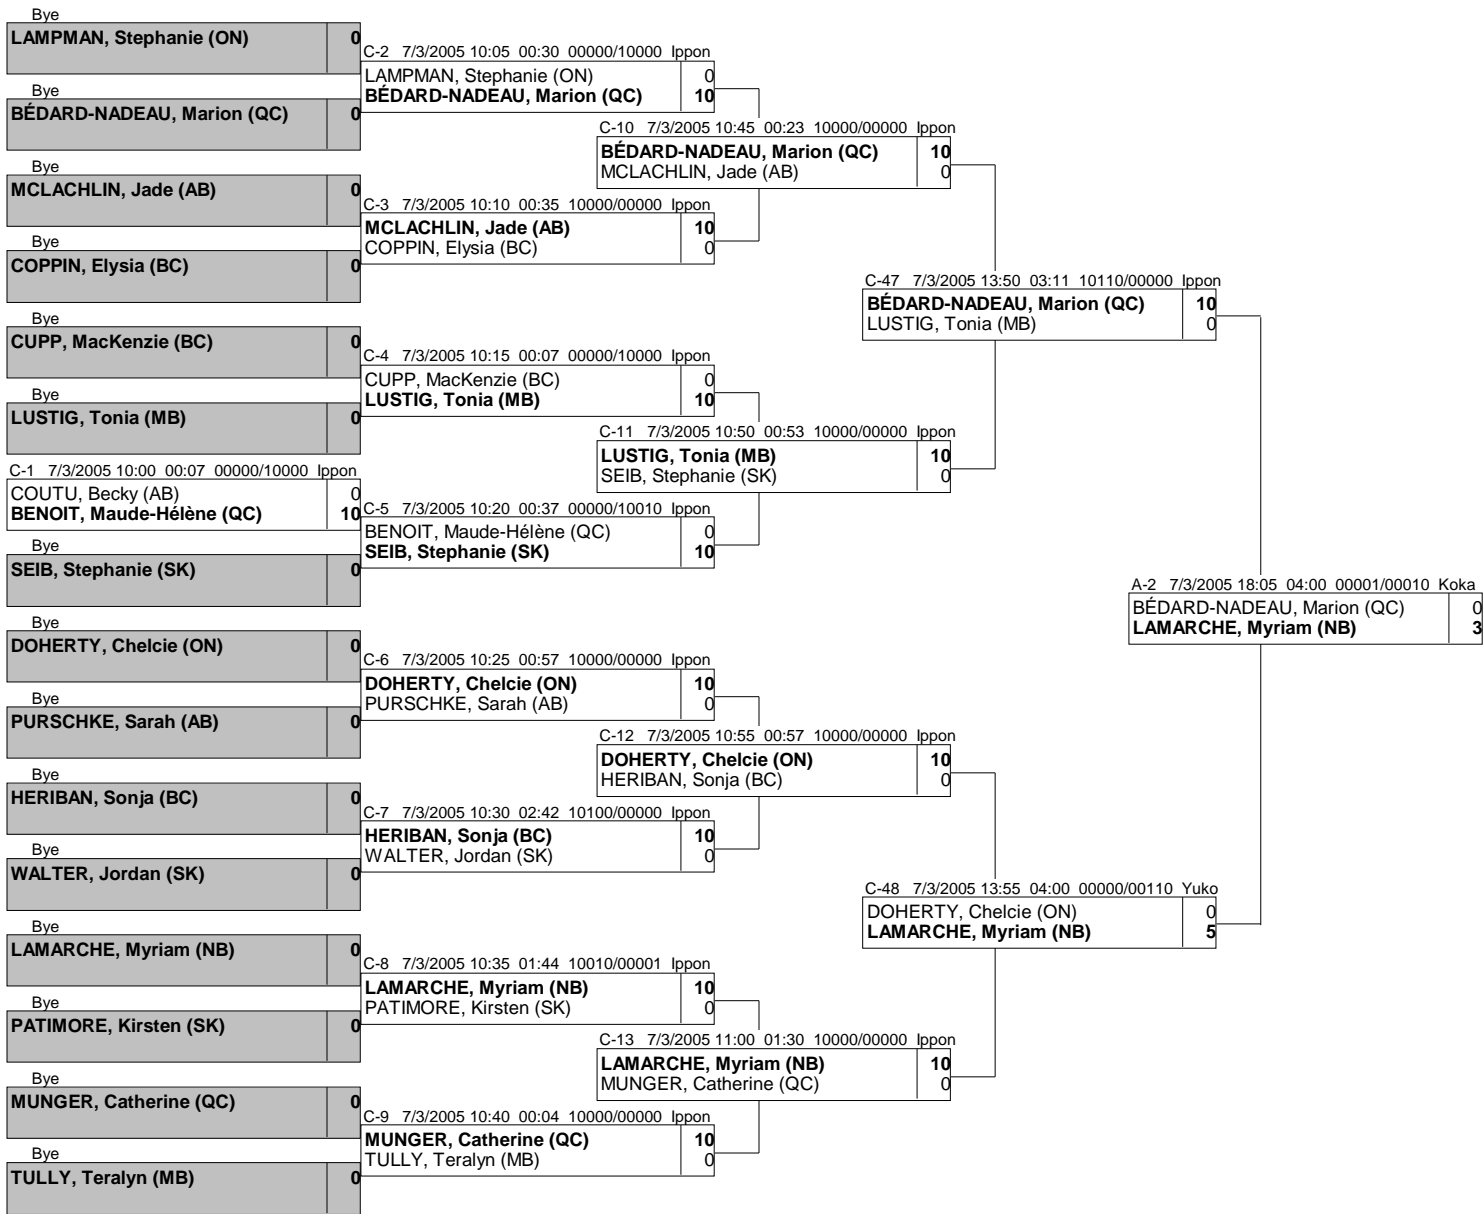 Bye
LAMPMAN, Stephanie (ON) 0
Bye
BÉDARD-NADEAU, Marion (QC) 0
Bye
MCLACHLIN, Jade (AB) 0
Bye
COPPIN, Elysia (BC) 0
Bye
CUPP, MacKenzie (BC) 0
Bye
LUSTIG, Tonia (MB) 0
C-1 7/3/2005 10:00 00:07 00000/10000 Ippon
COUTU, Becky (AB) 0
BENOIT, Maude-Hélène (QC) 10
Bye
SEIB, Stephanie (SK) 0
Bye
DOHERTY, Chelcie (ON) 0
Bye
PURSCHKE, Sarah (AB) 0
Bye
HERIBAN, Sonja (BC) 0
Bye
WALTER, Jordan (SK) 0
Bye
LAMARCHE, Myriam (NB) 0
Bye
PATIMORE, Kirsten (SK) 0
Bye
MUNGER, Catherine (QC) 0
Bye
TULLY, Teralyn (MB) 0
C-2 7/3/2005 10:05 00:30 00000/10000 Ippon
LAMPMAN, Stephanie (ON) 0
BÉDARD-NADEAU, Marion (QC) 10
C-3 7/3/2005 10:10 00:35 10000/00000 Ippon
MCLACHLIN, Jade (AB) 10
COPPIN, Elysia (BC) 0
C-4 7/3/2005 10:15 00:07 00000/10000 Ippon
CUPP, MacKenzie (BC) 0
LUSTIG, Tonia (MB) 10
C-5 7/3/2005 10:20 00:37 00000/10010 Ippon
BENOIT, Maude-Hélène (QC) 0
SEIB, Stephanie (SK) 10
C-6 7/3/2005 10:25 00:57 10000/00000 Ippon
DOHERTY, Chelcie (ON) 10
PURSCHKE, Sarah (AB) 0
C-7 7/3/2005 10:30 02:42 10100/00000 Ippon
HERIBAN, Sonja (BC) 10
WALTER, Jordan (SK) 0
C-8 7/3/2005 10:35 01:44 10010/00001 Ippon
LAMARCHE, Myriam (NB) 10
PATIMORE, Kirsten (SK) 0
C-9 7/3/2005 10:40 00:04 10000/00000 Ippon
MUNGER, Catherine (QC) 10
TULLY, Teralyn (MB) 0
C-10 7/3/2005 10:45 00:23 10000/00000 Ippon
BÉDARD-NADEAU, Marion (QC) 10
MCLACHLIN, Jade (AB) 0
C-11 7/3/2005 10:50 00:53 10000/00000 Ippon
LUSTIG, Tonia (MB) 10
SEIB, Stephanie (SK) 0
C-12 7/3/2005 10:55 00:57 10000/00000 Ippon
DOHERTY, Chelcie (ON) 10
HERIBAN, Sonja (BC) 0
C-13 7/3/2005 11:00 01:30 10000/00000 Ippon
LAMARCHE, Myriam (NB) 10
MUNGER, Catherine (QC) 0
C-47 7/3/2005 13:50 03:11 10110/00000 Ippon
BÉDARD-NADEAU, Marion (QC) 10
LUSTIG, Tonia (MB) 0
C-48 7/3/2005 13:55 04:00 00000/00110 Yuko
DOHERTY, Chelcie (ON) 0
LAMARCHE, Myriam (NB) 5
A-2 7/3/2005 18:05 04:00 00001/00010 Koka
BÉDARD-NADEAU, Marion (QC) 0
LAMARCHE, Myriam (NB) 3